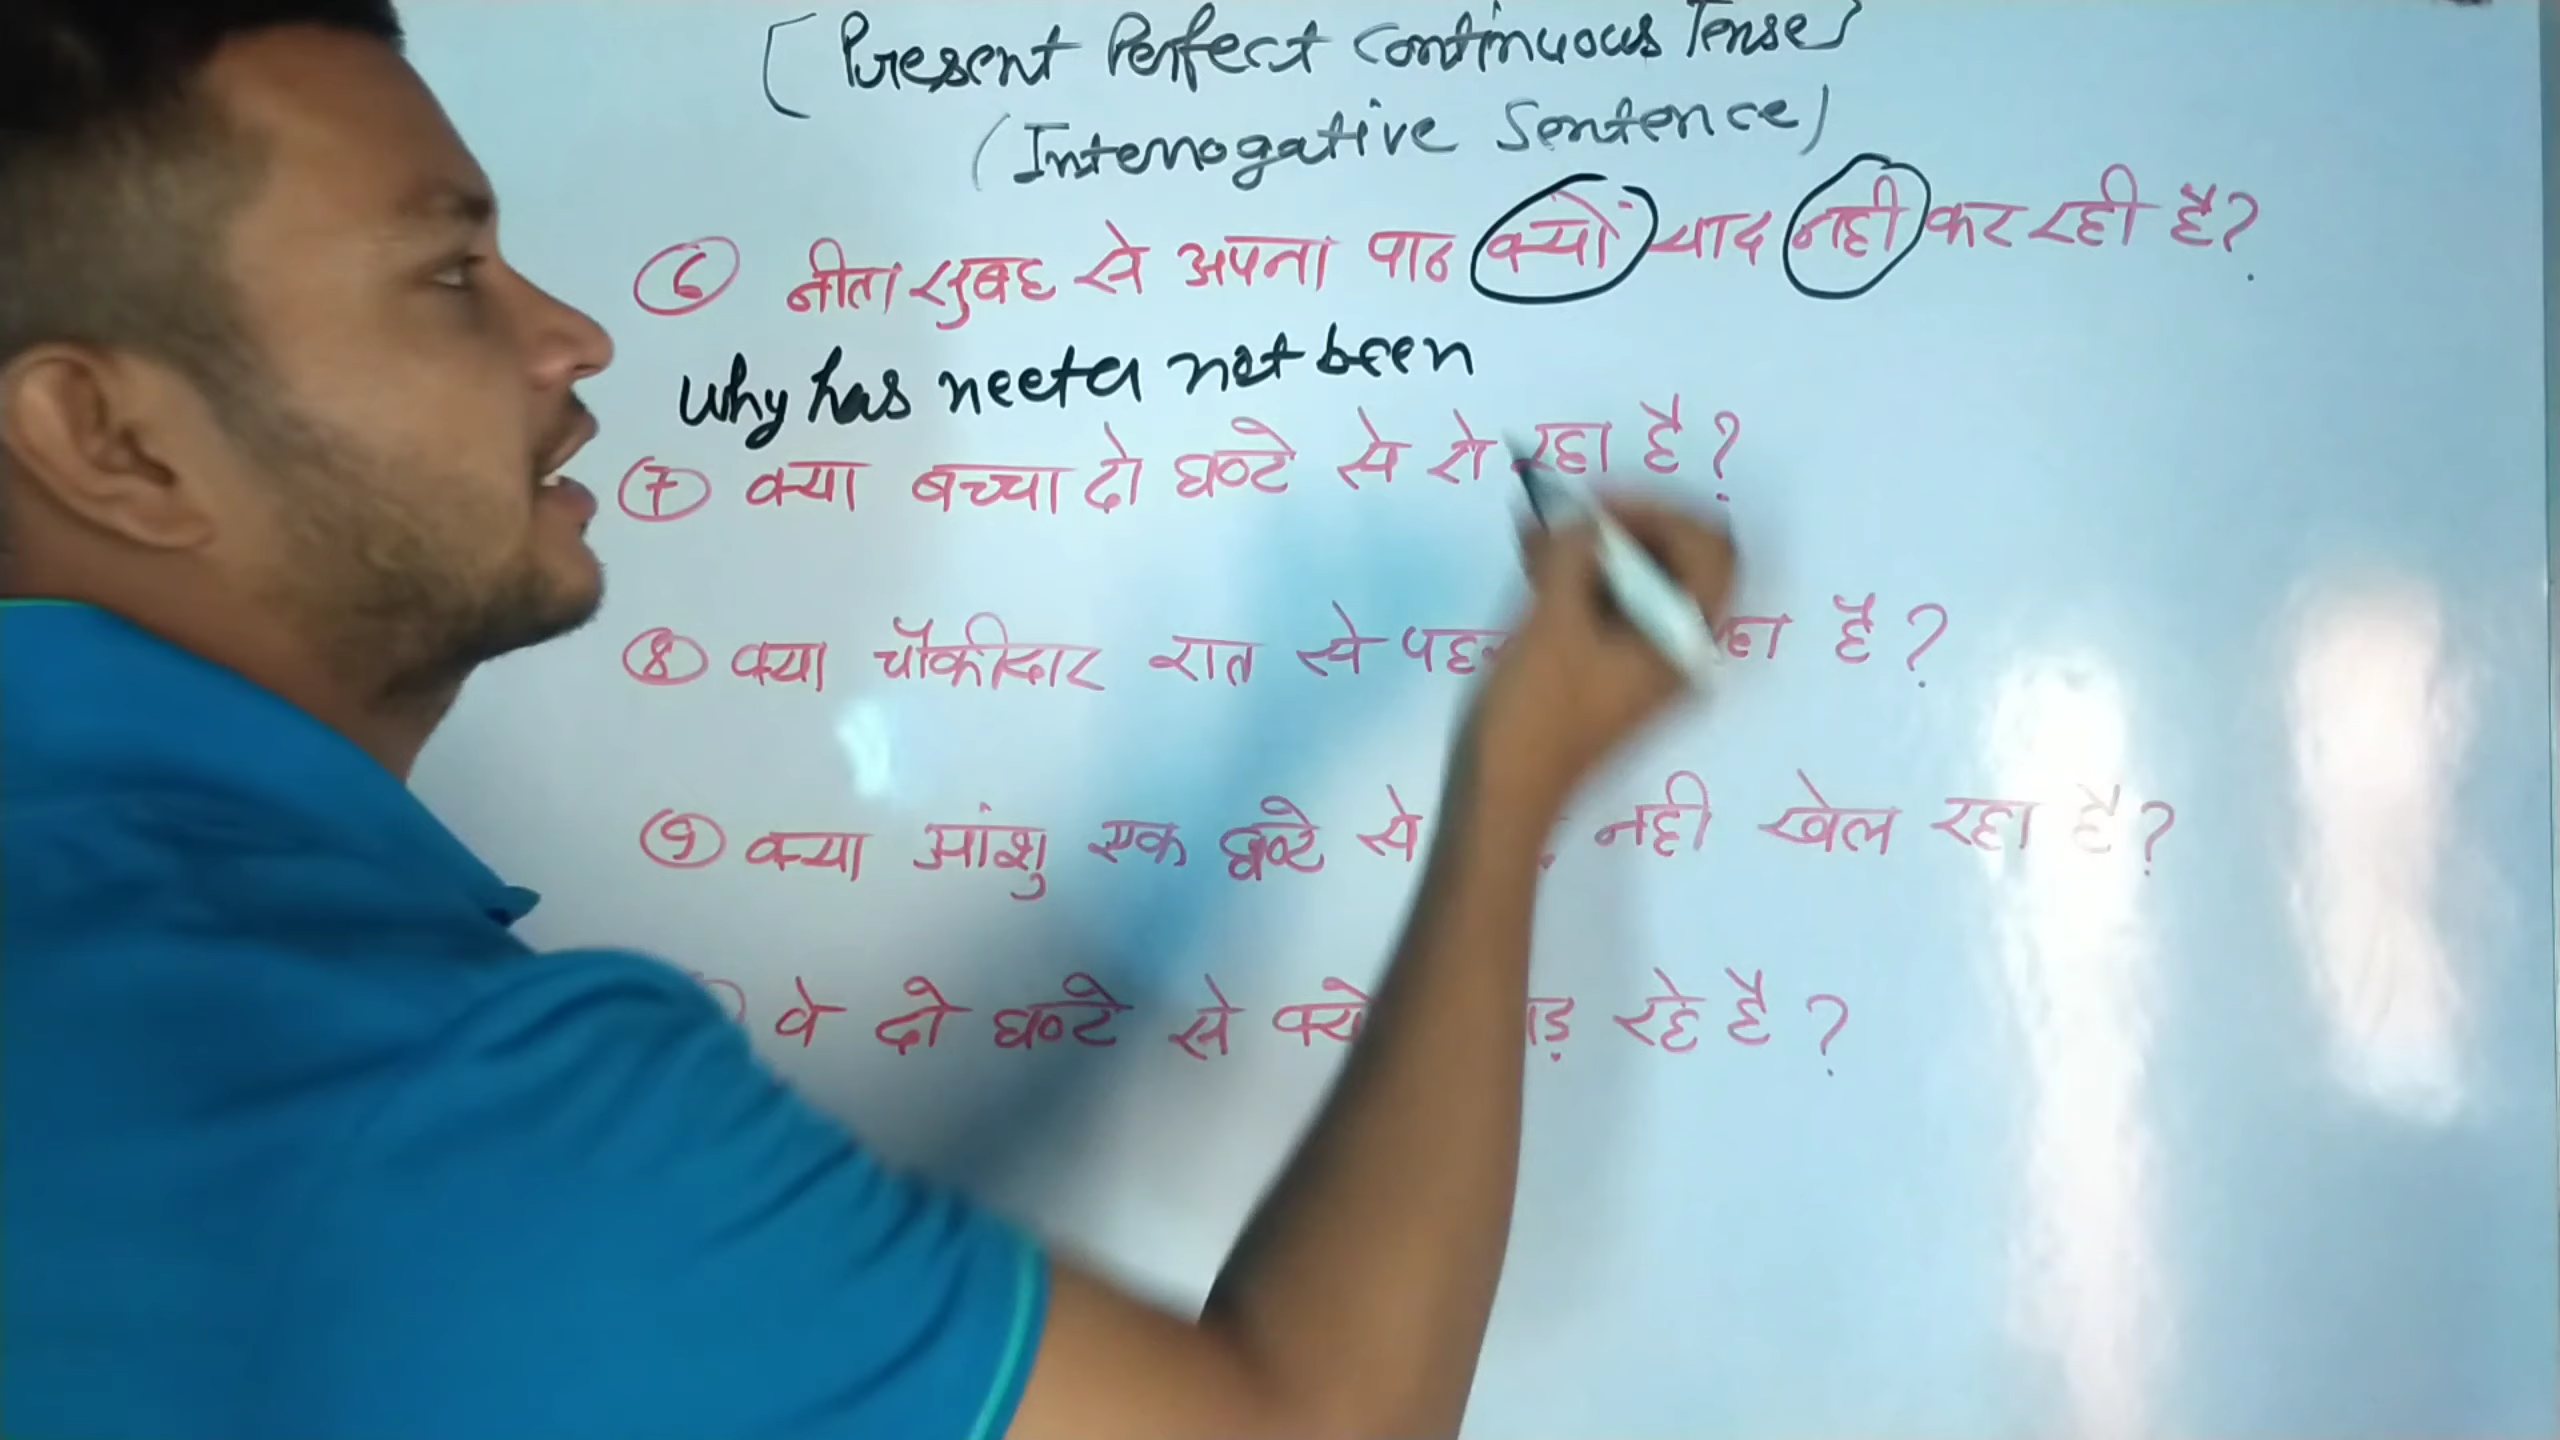 [Present Perfect Continuous Tense]
(Interrogative Sentence)
⑥ नीता सुबह से अपना पाठ क्यों याद नही कर रही है?
Why has neeta not been
⑦ क्या बच्चा दो घण्टे से रो रहा है?
⑧ क्या चौकीदार रात से है?
⑨ क्या आंशु एक घण्टे से नही खेल रहा है?
वे दो घण्टे से रहे है?